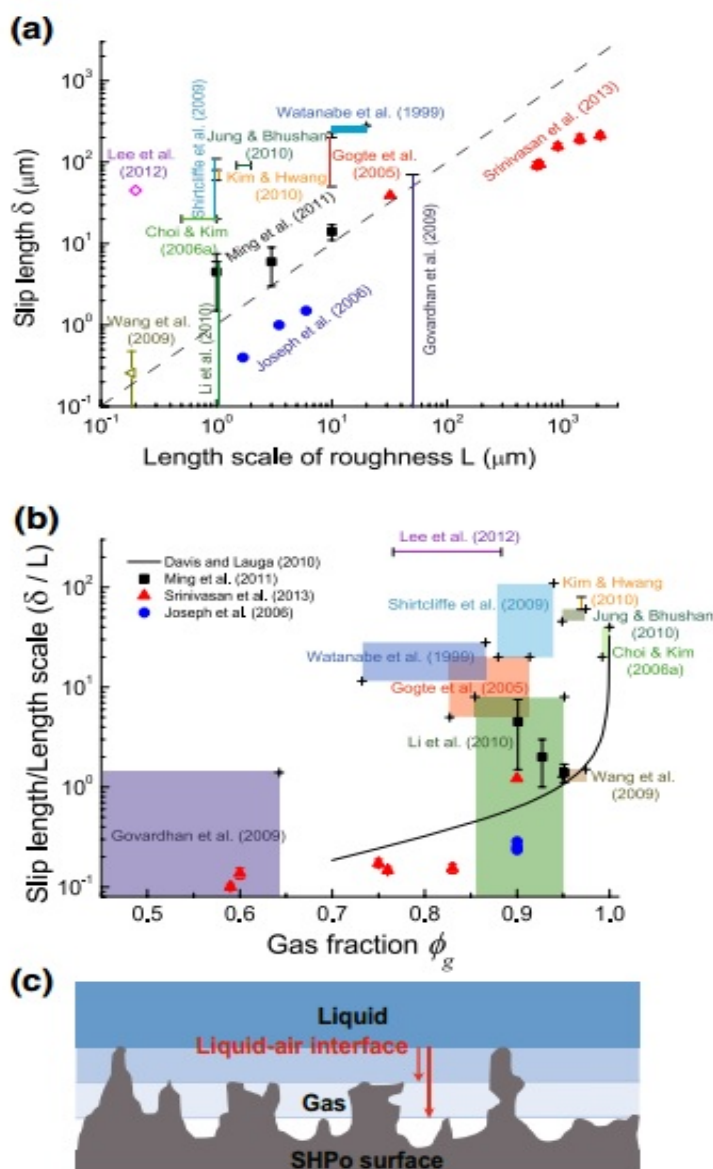 (a)
10³
10²
10¹
10⁰
10⁻¹
Slip length δ (μm)
Lee et al.
(2012)
Shirtcliffe et al. (2009)
Watanabe et al. (1999)
Jung & Bhushan
(2010)
Kim & Hwang
(2010)
Gogte et al.
(2005)
Srinivasan et al. (2013)
Choi & Kim
(2006a)
Ming et al. (2011)
Wang et al.
(2009)
Li et al. (2010)
Joseph et al. (2006)
Govardhan et al. (2009)
10⁻¹ 10⁰ 10¹ 10² 10³
Length scale of roughness L (μm)
(b)
Slip length/Length scale (δ / L)
10²
10¹
10⁰
10⁻¹
Lee et al. (2012)
Davis and Lauga (2010)
Ming et al. (2011)
Srinivasan et al. (2013)
Joseph et al. (2006)
Kim & Hwang
(2010)
Shirtcliffe et al. (2009)
Jung & Bhushan
(2010)
Watanabe et al. (1999)
Choi & Kim
(2006a)
Gogte et al. (2005)
Li et al. (2010)
Wang et al.
(2009)
Govardhan et al. (2009)
0.5 0.6 0.7 0.8 0.9 1.0
Gas fraction ϕg
(c)
Liquid
Liquid-air interface
Gas
SHPo surface